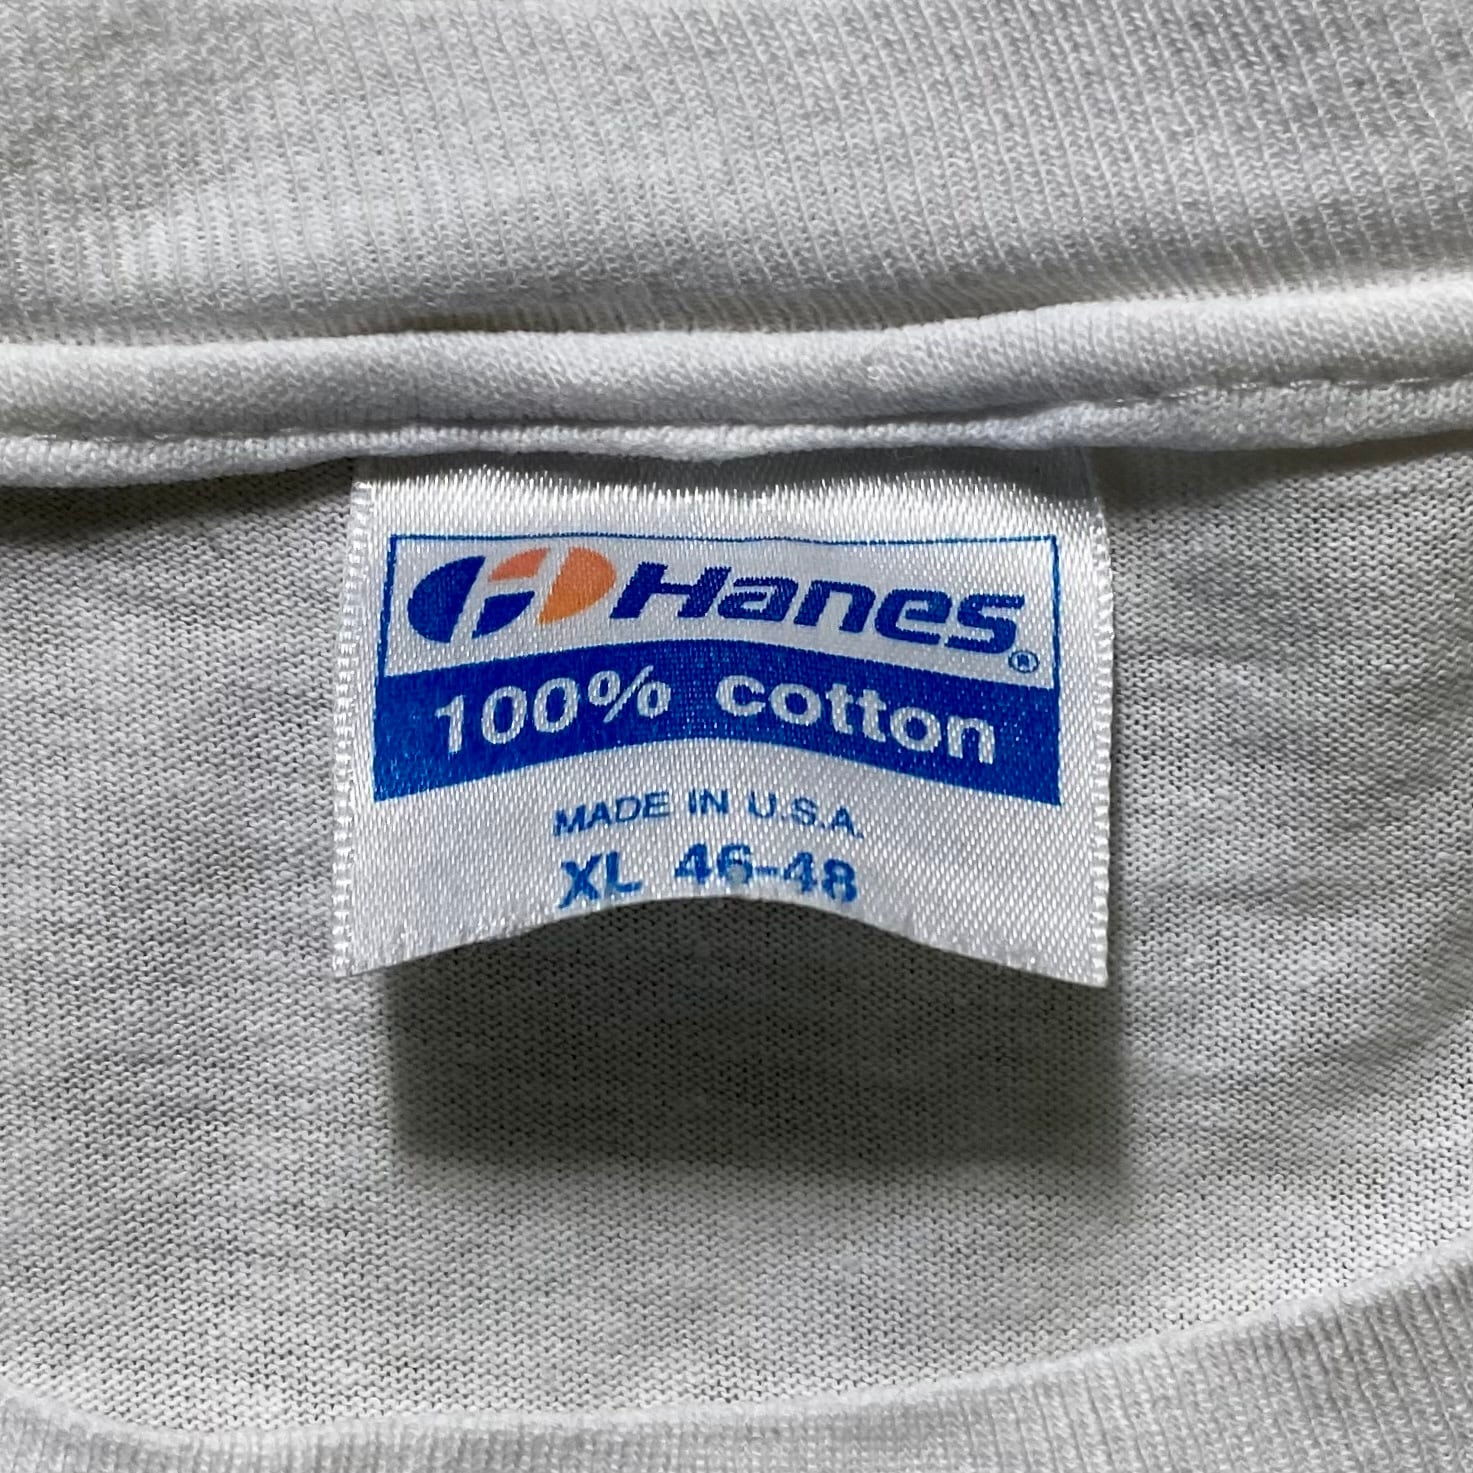 Hanes®
100% cotton
MADE IN U.S.A.
XL 46-48